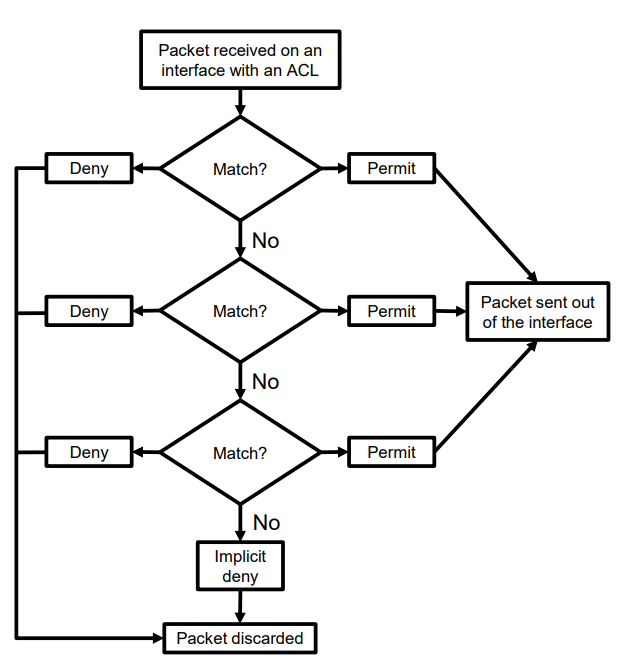 Packet received on an
interface with an ACL
Deny
Match?
Permit
No
Deny
Match?
Permit
Packet sent out
of the interface
No
Deny
Match?
Permit
No
Implicit
deny
Packet discarded